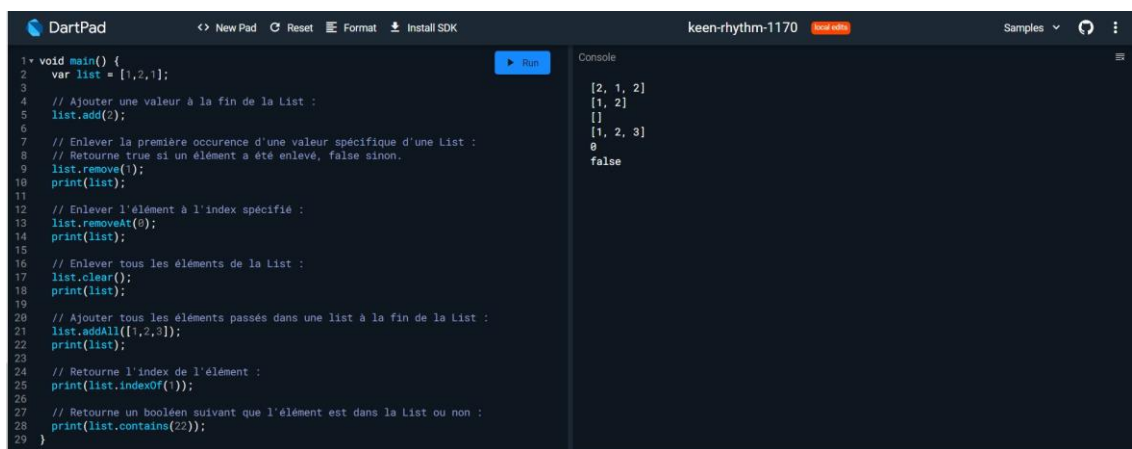 DartPad
<> New Pad Reset Format Install SDK
keen-rhythm-1170 local edits
Samples
Run
1 void main() {
2 var list = [1,2,1];
3
4 // Ajouter une valeur à la fin de la List :
5 list.add(2);
6
7 // Enlever la première occurence d'une valeur spécifique d'une List :
8 // Retourne true si un élément a été enlevé, false sinon.
9 list.remove(1);
10 print(list);
11
12 // Enlever l'élément à l'index spécifié :
13 list.removeAt(0);
14 print(list);
15
16 // Enlever tous les éléments de la List :
17 list.clear();
18 print(list);
19
20 // Ajouter tous les éléments passés dans une list à la fin de la List :
21 list.addAll([1,2,3]);
22 print(list);
23
24 // Retourne l'index de l'élément :
25 print(list.indexOf(1));
26
27 // Retourne un booléen suivant que l'élément est dans la List ou non :
28 print(list.contains(22));
29 }
Console
[2, 1, 2]
[1, 2]
[]
[1, 2, 3]
0
false